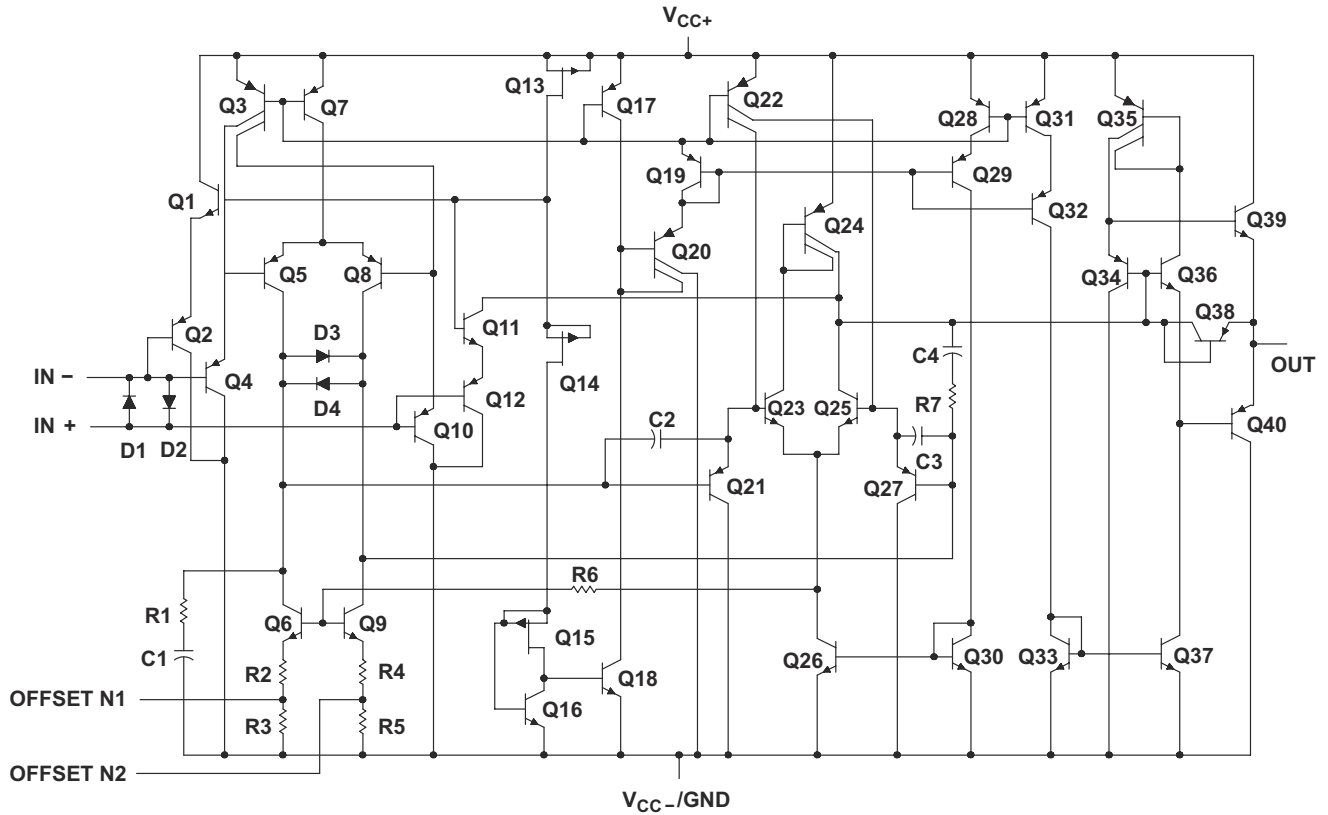 VCC+
Q3
Q7
Q13
Q17
Q22
Q28
Q31
Q35
Q1
Q19
Q29
Q32
Q39
Q24
Q20
Q5
Q8
Q34
Q36
Q2
D3
Q11
Q38
C4
OUT
IN −
Q4
D4
Q14
Q12
R7
Q23
Q25
IN +
D1
D2
Q10
C2
C3
Q40
Q21
Q27
R6
R1
Q6
Q9
Q15
C1
R2
R4
Q26
Q30
Q33
Q37
Q18
OFFSET N1
Q16
R3
R5
OFFSET N2
VCC−/GND